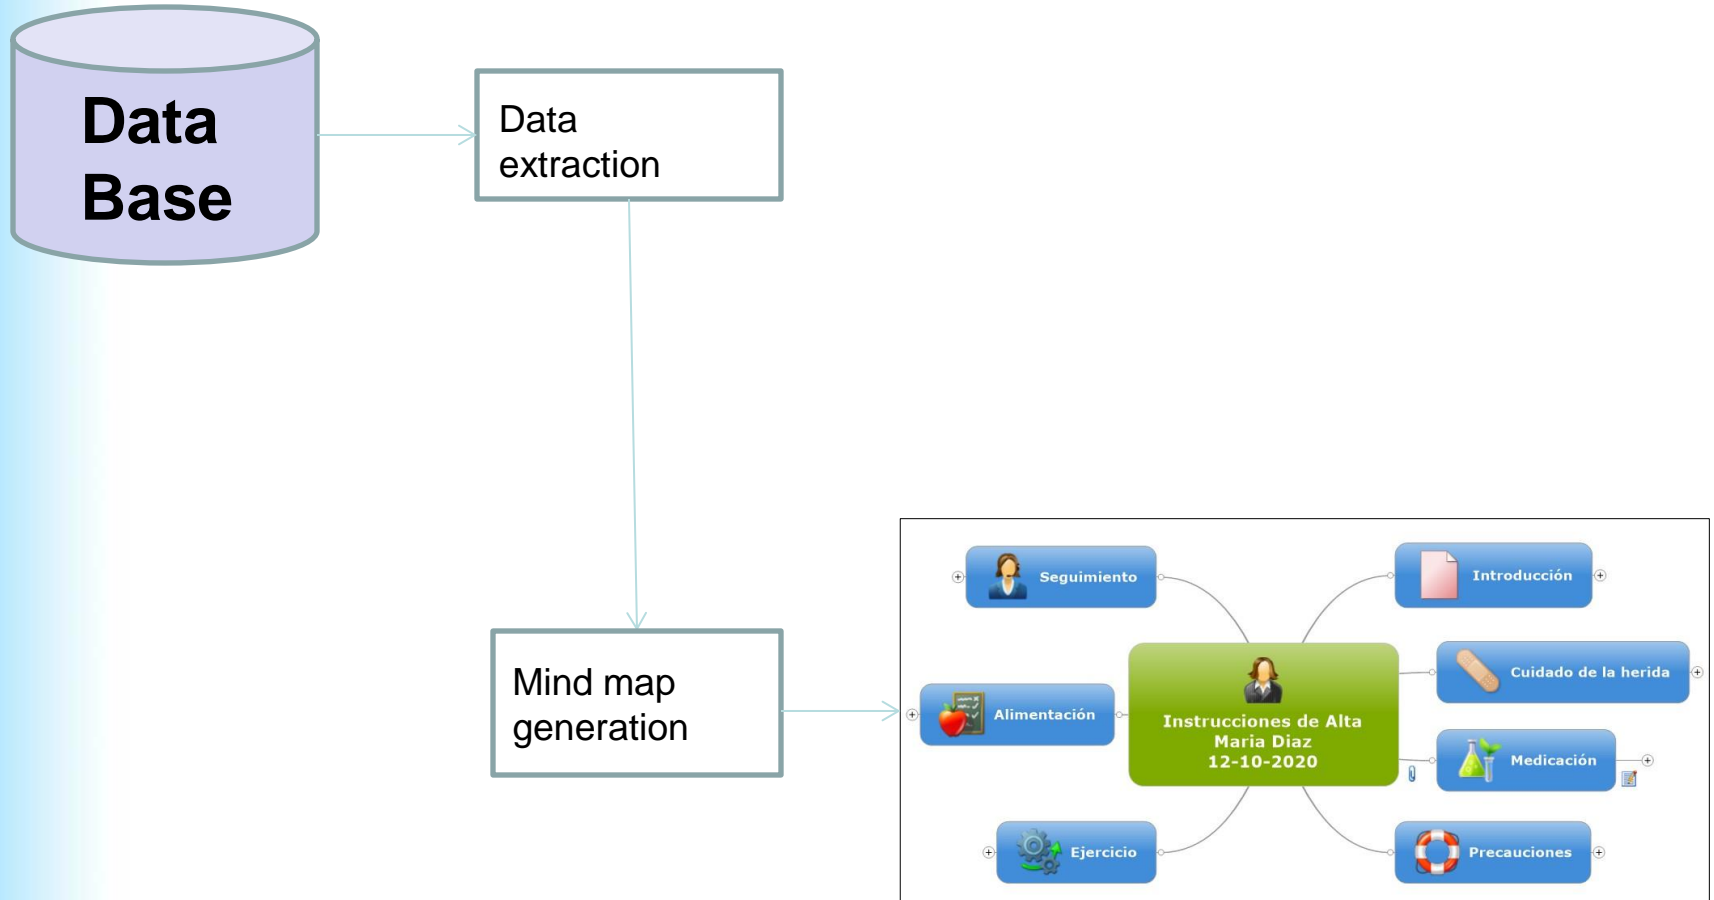 Data
Base
Data
extraction
Mind map
generation
Seguimiento
Introducción
Cuidado de la herida
Alimentación
Instrucciones de Alta
Maria Diaz
12-10-2020
Medicación
Ejercicio
Precauciones